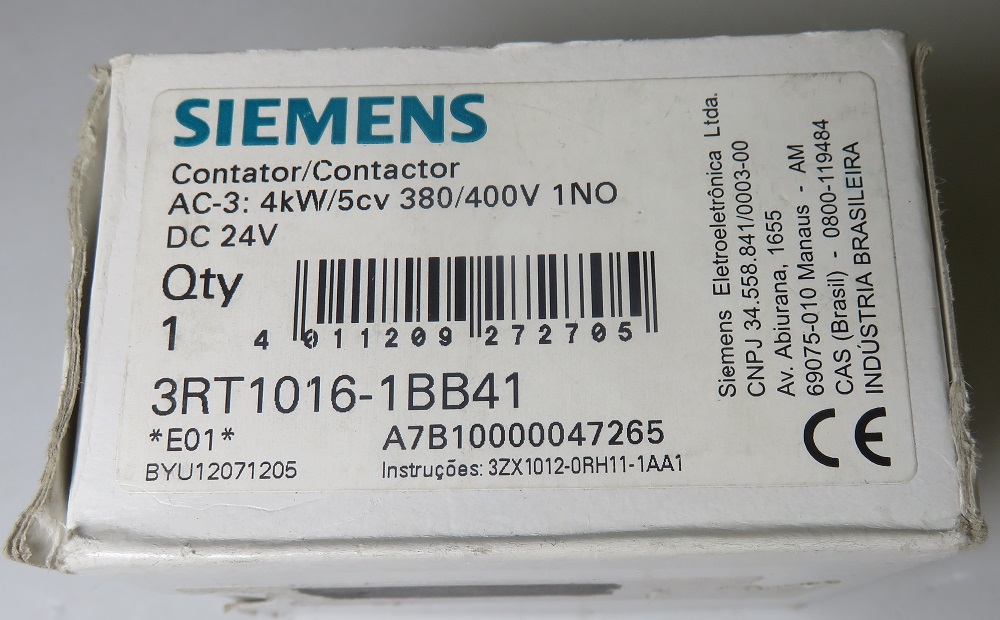 SIEMENS
Contator/Contactor
AC-3: 4kW/5cv 380/400V 1NO
DC 24V
Qty
1
4 011209 272705
3RT1016-1BB41
*E01*
A7B10000047265
BYU12071205
Instruções: 3ZX1012-0RH11-1AA1
Siemens Eletroeletrônica Ltda.
CNPJ 34.558.841/0003-00
Av. Abiurana, 1655
69075-010 Manaus - AM
CAS (Brasil) - 0800-119484
INDÚSTRIA BRASILEIRA
CE